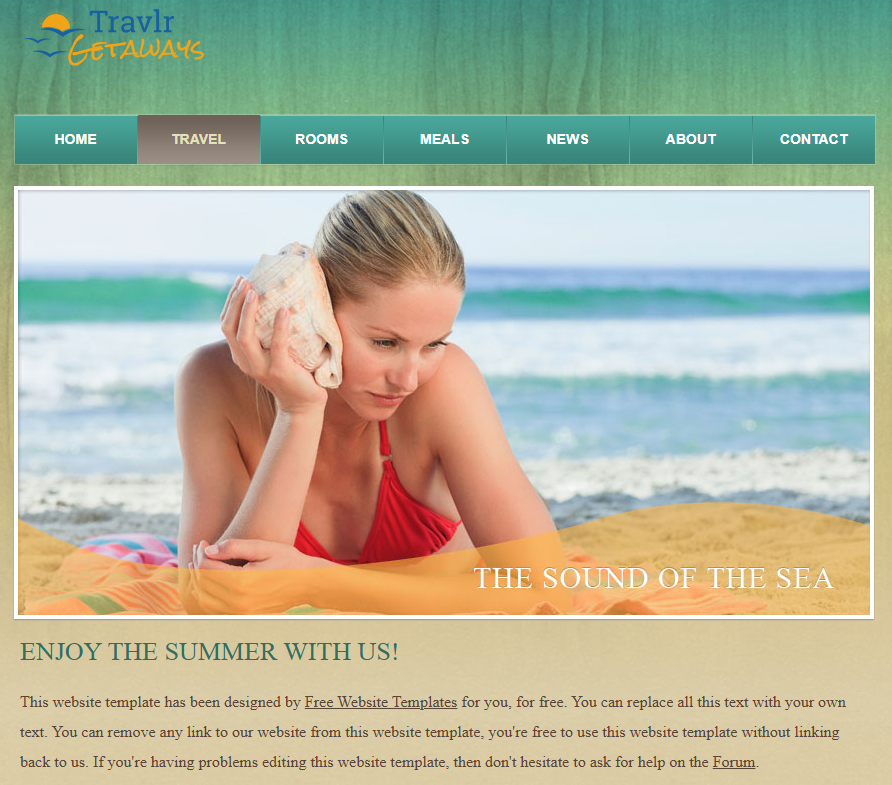 Travlr
Getaways
HOME TRAVEL ROOMS MEALS NEWS ABOUT CONTACT
THE SOUND OF THE SEA
ENJOY THE SUMMER WITH US!
This website template has been designed by Free Website Templates for you, for free. You can replace all this text with your own
text. You can remove any link to our website from this website template, you're free to use this website template without linking
back to us. If you're having problems editing this website template, then don't hesitate to ask for help on the Forum.